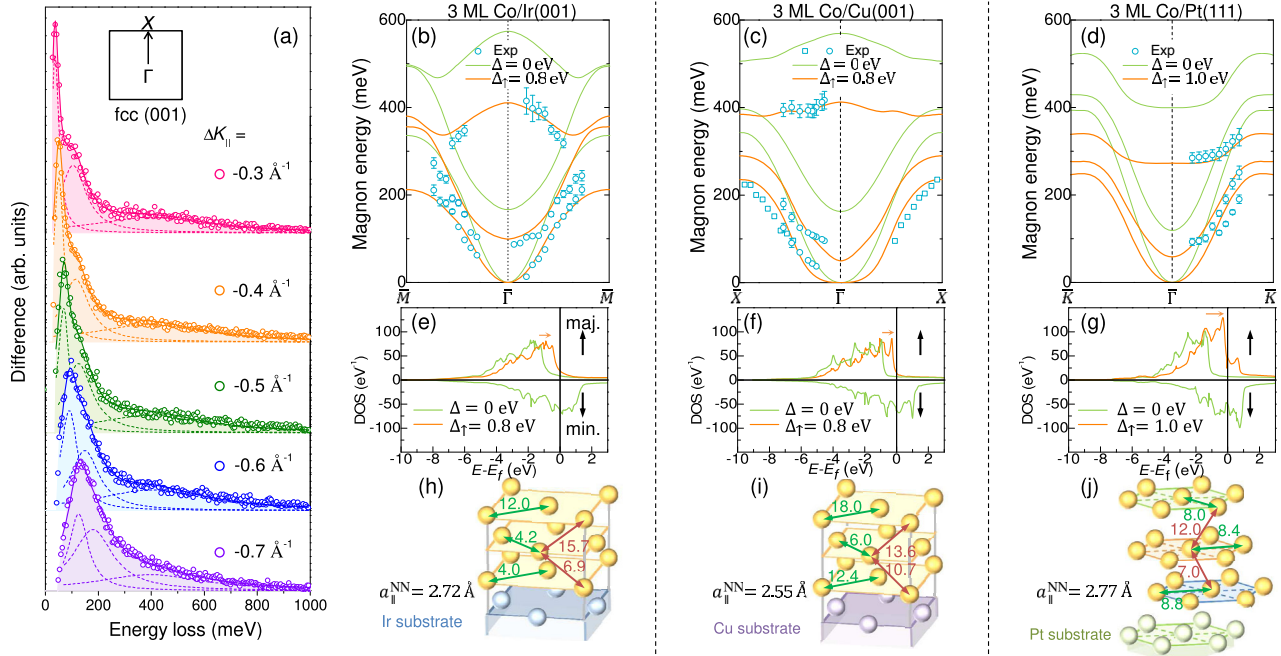 (a)
X
Γ
fcc (001)
ΔK|| =
-0.3 Å⁻¹
-0.4 Å⁻¹
-0.5 Å⁻¹
-0.6 Å⁻¹
-0.7 Å⁻¹
Difference (arb. units)
0 200 400 600 800 1000
Energy loss (meV)
3 ML Co/Ir(001)
(b)
Exp
Δ = 0 eV
Δ↑ = 0.8 eV
Magnon energy (meV)
600
400
200
0
M̅ Γ̅ M̅
3 ML Co/Cu(001)
(c)
Exp
Δ = 0 eV
Δ↑ = 0.8 eV
Magnon energy (meV)
600
400
200
0
X̅ Γ̅ X̅
3 ML Co/Pt(111)
(d)
Exp
Δ = 0 eV
Δ↑ = 1.0 eV
Magnon energy (meV)
600
400
200
0
K̅ Γ̅ K̅
(e)
maj.
min.
Δ = 0 eV
Δ↑ = 0.8 eV
DOS (eV⁻¹)
100
50
0
-50
-100
-10 -8 -6 -4 -2 0 2
E-Ef (eV)
(f)
Δ = 0 eV
Δ↑ = 0.8 eV
DOS (eV⁻¹)
100
50
0
-50
-100
-10 -8 -6 -4 -2 0 2
E-Ef (eV)
(g)
Δ = 0 eV
Δ↑ = 1.0 eV
DOS (eV⁻¹)
100
50
0
-50
-100
-10 -8 -6 -4 -2 0 2
E-Ef (eV)
(h)
12.0
4.2
15.7
6.9
4.0
a||NN = 2.72 Å
Ir substrate
(i)
18.0
6.0
13.6
10.7
12.4
a||NN = 2.55 Å
Cu substrate
(j)
8.0
12.0
8.4
7.0
8.8
a||NN = 2.77 Å
Pt substrate